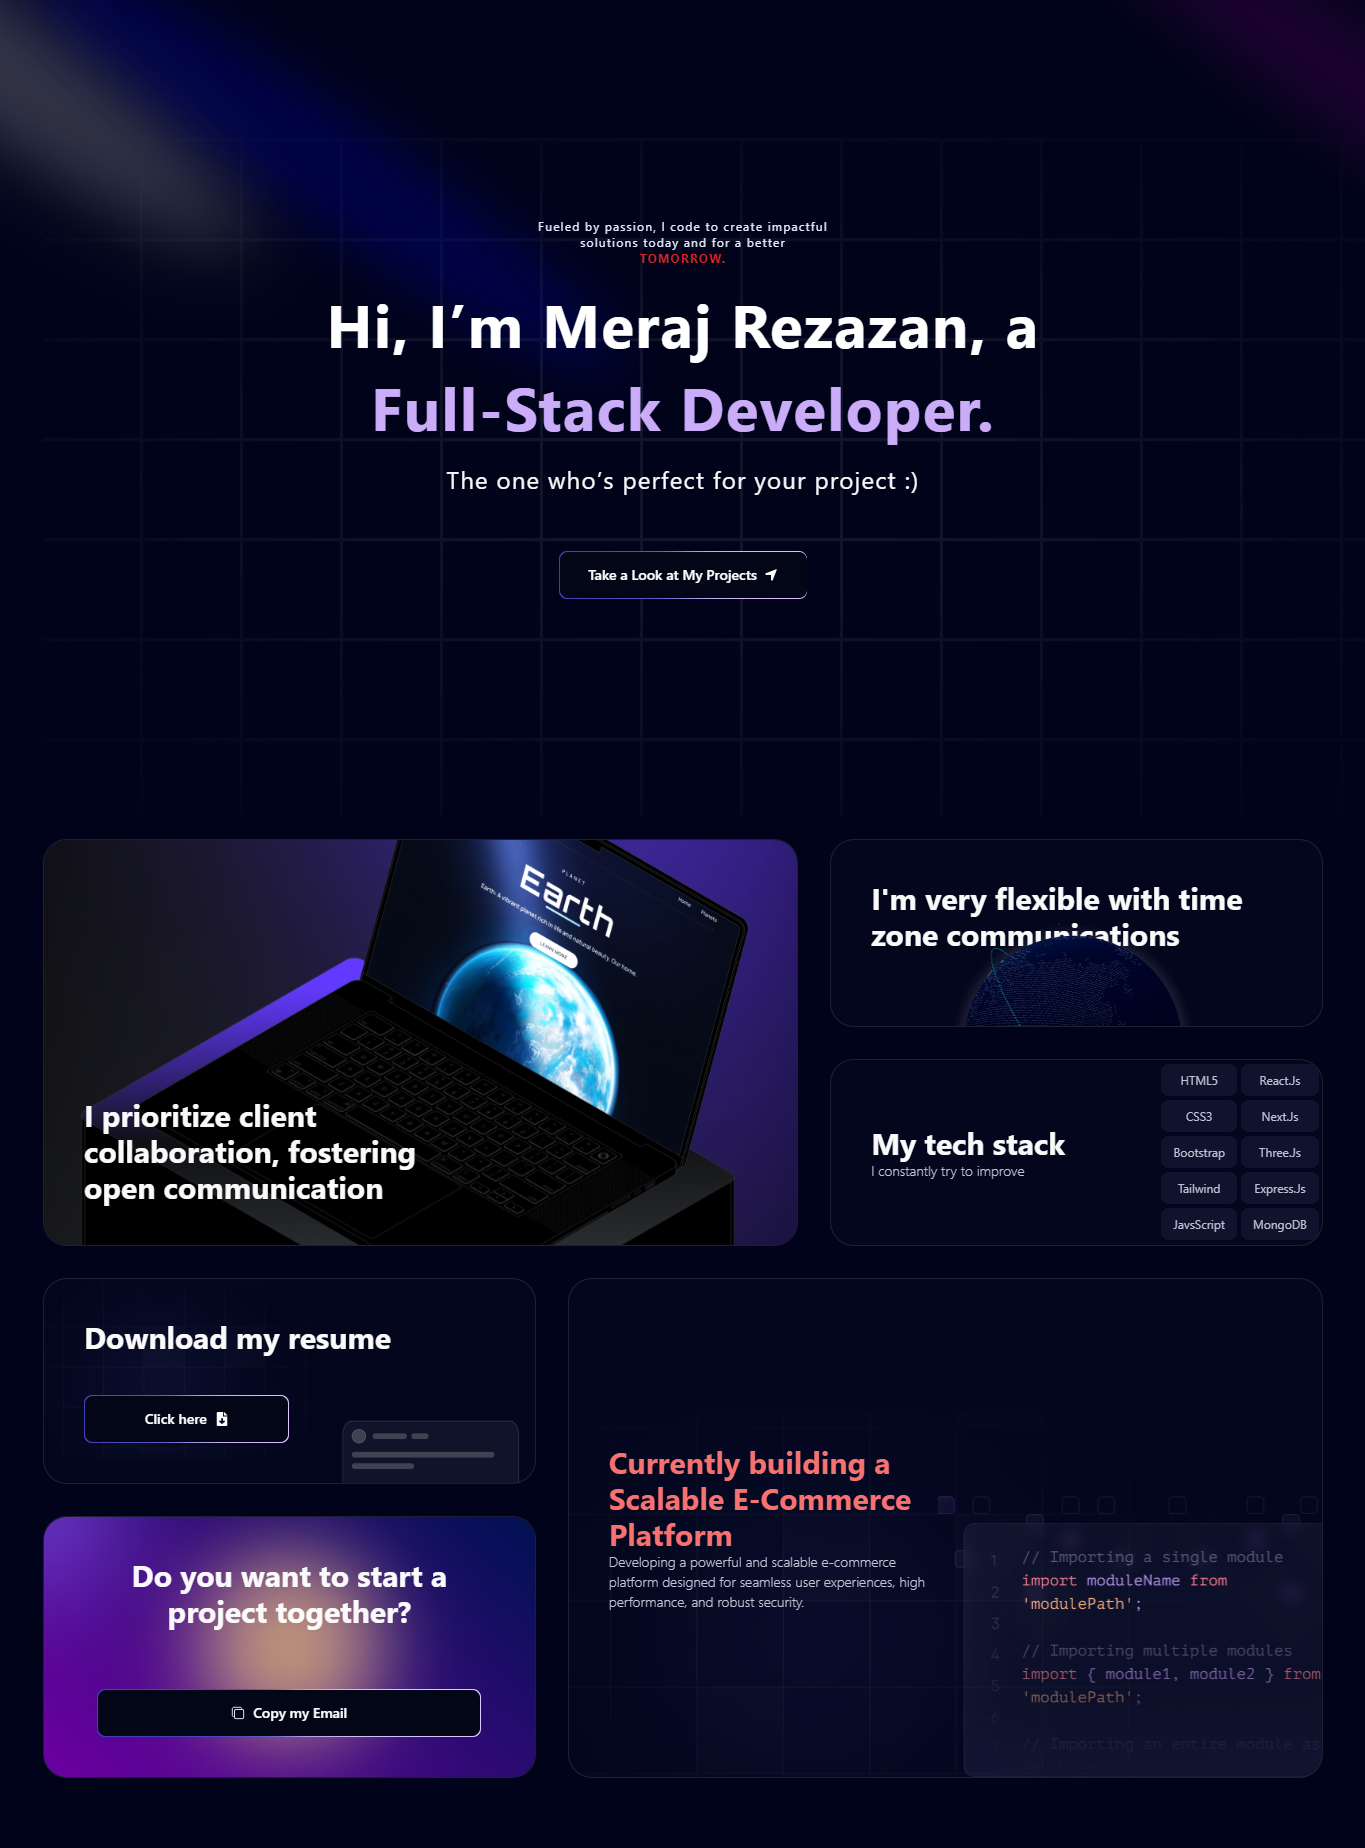 Fueled by passion, I code to create impactful
solutions today and for a better
TOMORROW.
Hi, I’m Meraj Rezazan, a
Full-Stack Developer.
The one who’s perfect for your project :)
Take a Look at My Projects
PLANET
Earth
Home Planets
Earth: A vibrant planet rich in life and natural beauty. Our home.
LEARN MORE
I prioritize client
collaboration, fostering
open communication
I'm very flexible with time
zone communications
My tech stack
I constantly try to improve
HTML5 React.Js
CSS3 Next.Js
Bootstrap Three.Js
Tailwind Express.Js
JavsScript MongoDB
Download my resume
Click here
Do you want to start a
project together?
Copy my Email
Currently building a
Scalable E-Commerce
Platform
Developing a powerful and scalable e-commerce
platform designed for seamless user experiences, high
performance, and robust security.
1 // Importing a single module
2 import moduleName from
'modulePath';
3
4 // Importing multiple modules
5 import { module1, module2 } from
'modulePath';
6
// Importing an entire module as